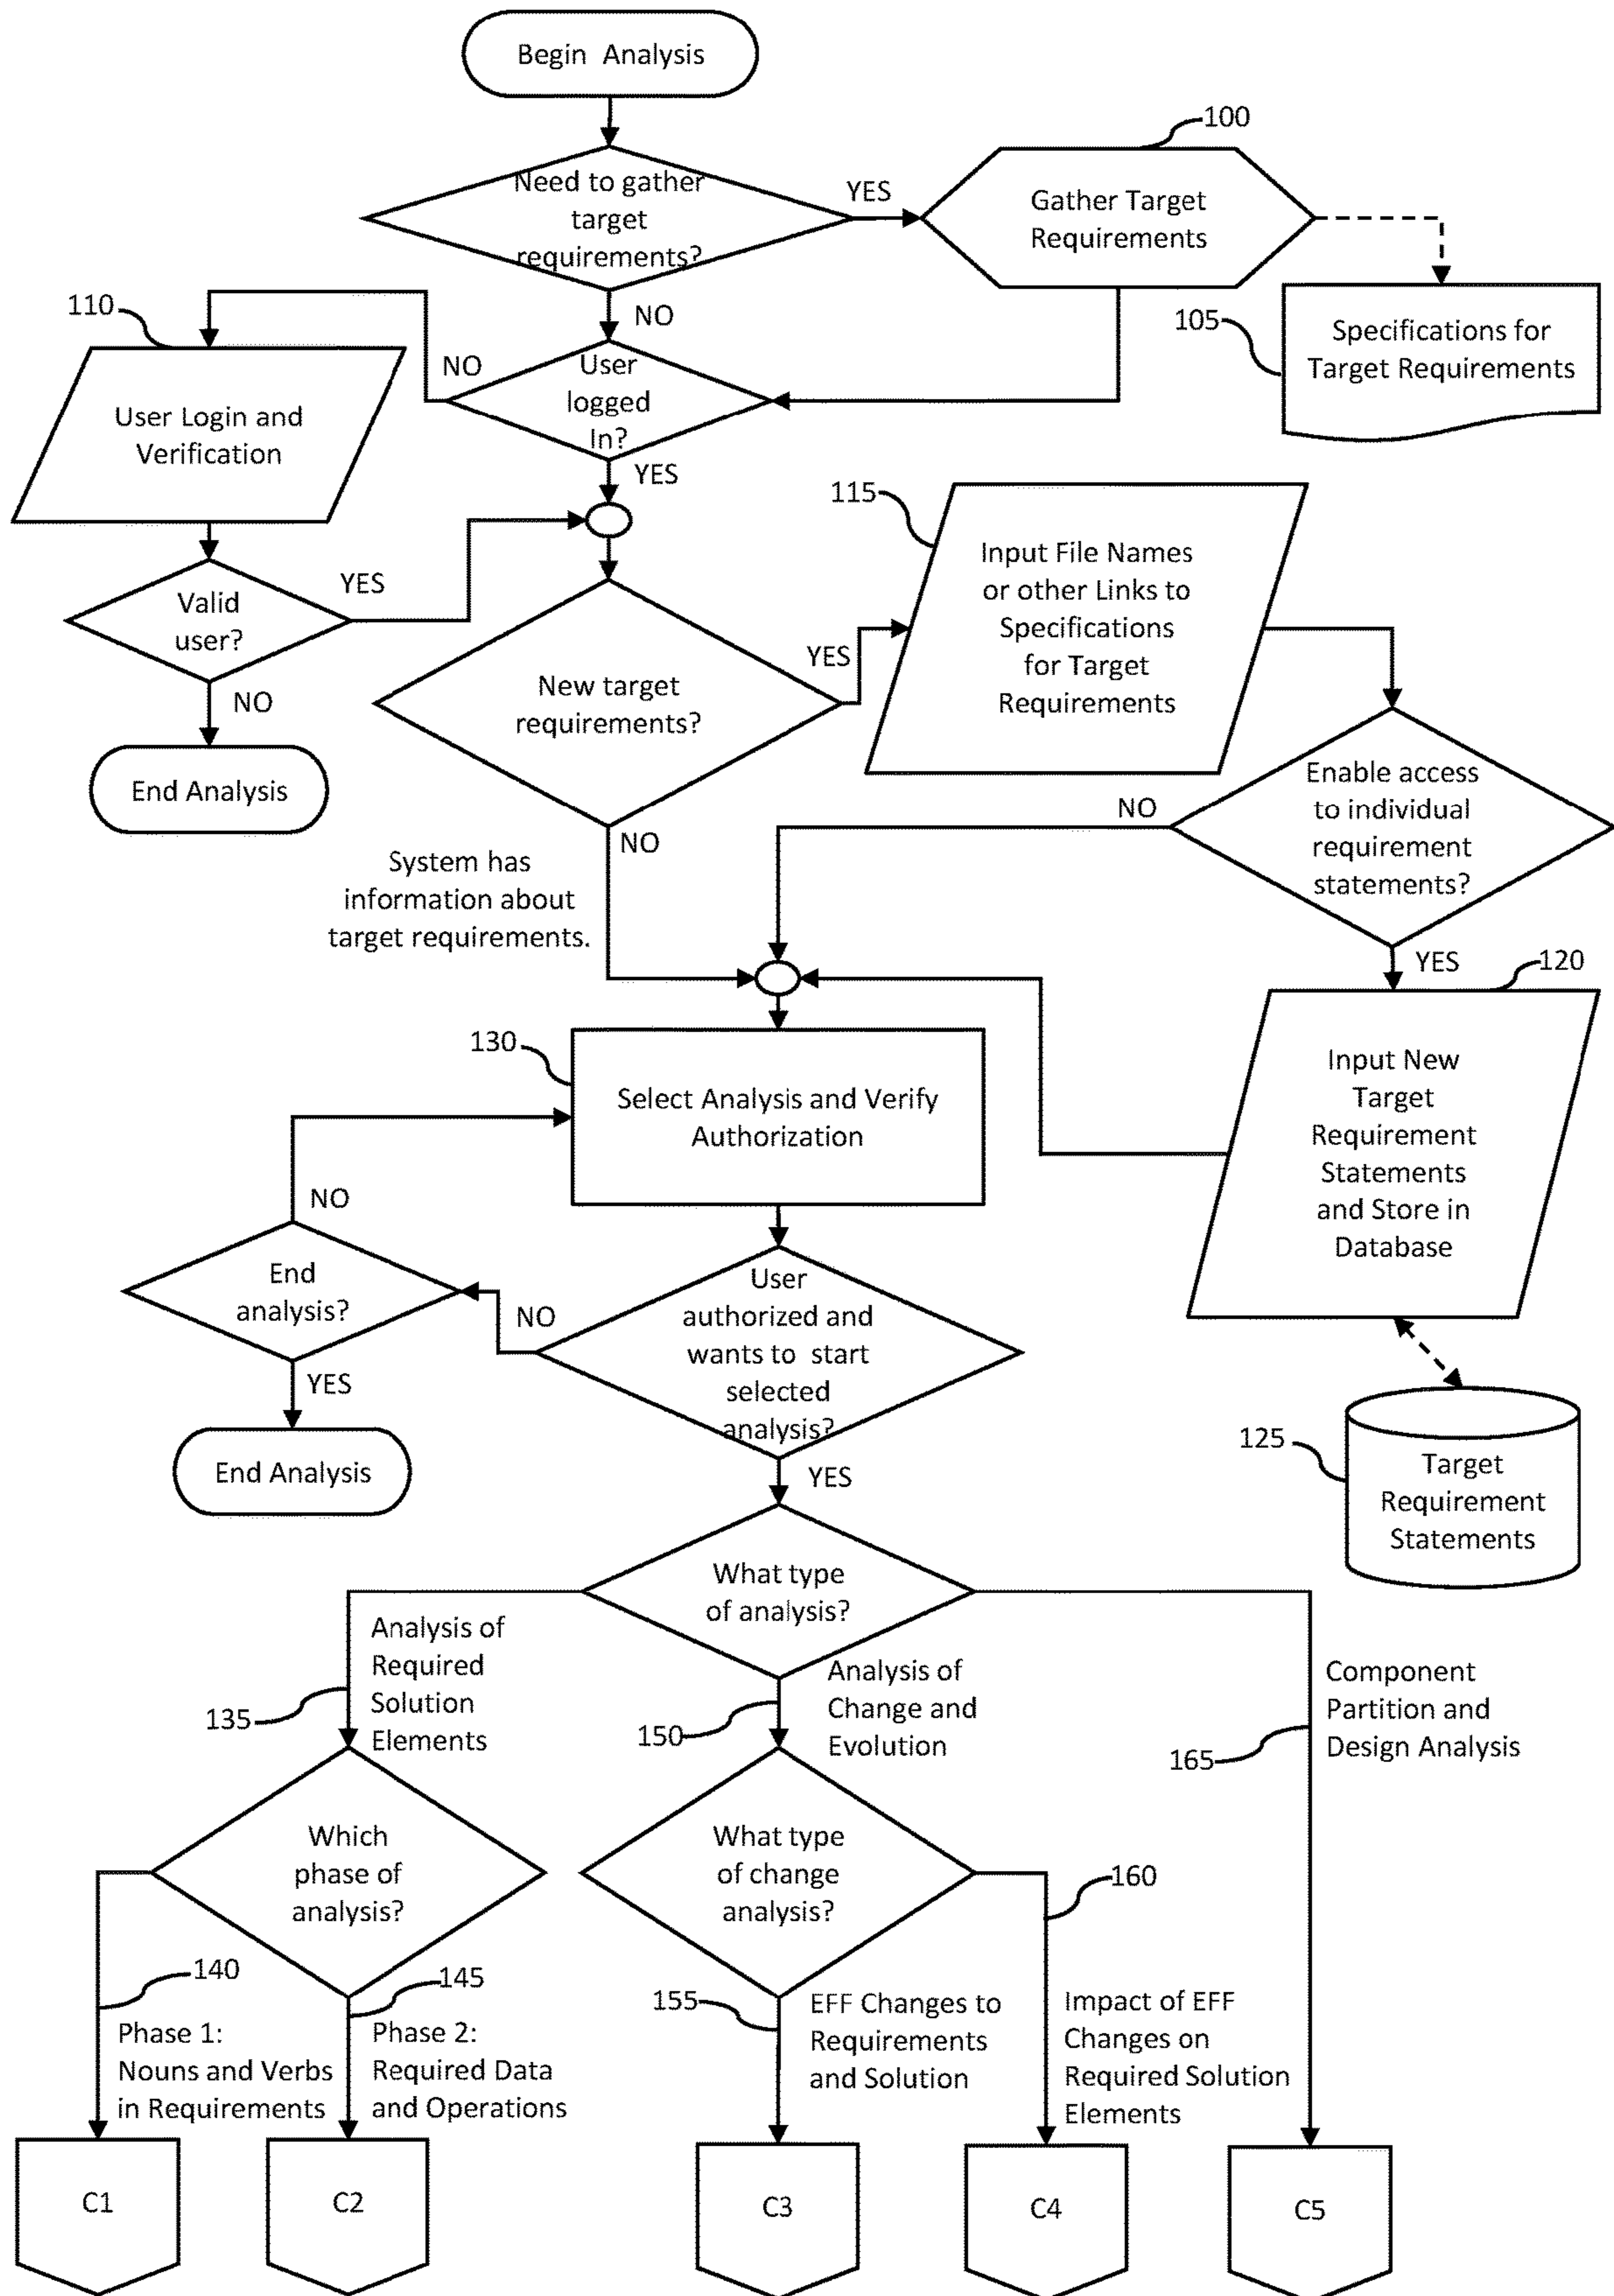 Begin Analysis
100
Need to gather
target
requirements?
YES
Gather Target
Requirements
NO
110
105
Specifications for
Target Requirements
NO
User
logged
In?
User Login and
Verification
YES
115
Input File Names
or other Links to
Specifications
for Target
Requirements
YES
Valid
user?
YES
New target
requirements?
NO
End Analysis
Enable access
to individual
requirement
statements?
NO
NO
System has
information about
target requirements.
YES
120
130
Select Analysis and Verify
Authorization
Input New
Target
Requirement
Statements
and Store in
Database
NO
End
analysis?
NO
User
authorized and
wants to start
selected
analysis?
YES
End Analysis
YES
125
Target
Requirement
Statements
What type
of analysis?
Analysis of
Required
Solution
Elements
135
Analysis of
Change and
Evolution
150
Component
Partition and
Design Analysis
165
Which
phase of
analysis?
What type
of change
analysis?
160
140
145
155
Phase 1:
Nouns and Verbs
in Requirements
Phase 2:
Required Data
and Operations
EFF Changes to
Requirements
and Solution
Impact of EFF
Changes on
Required Solution
Elements
C1
C2
C3
C4
C5